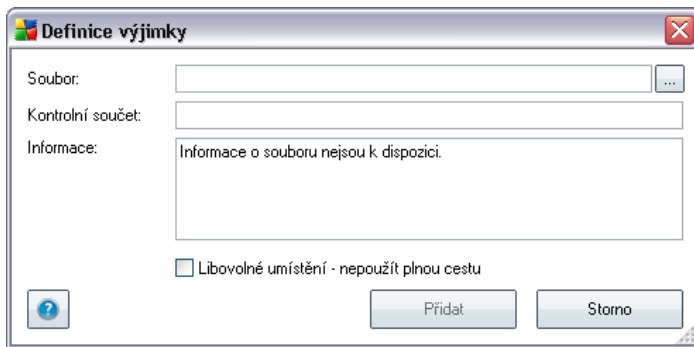 Definice výjimky
Soubor:
...
Kontrolní součet:
Informace:
Informace o souboru nejsou k dispozici.
Libovolné umístění - nepoužít plnou cestu
?
Přidat
Storno